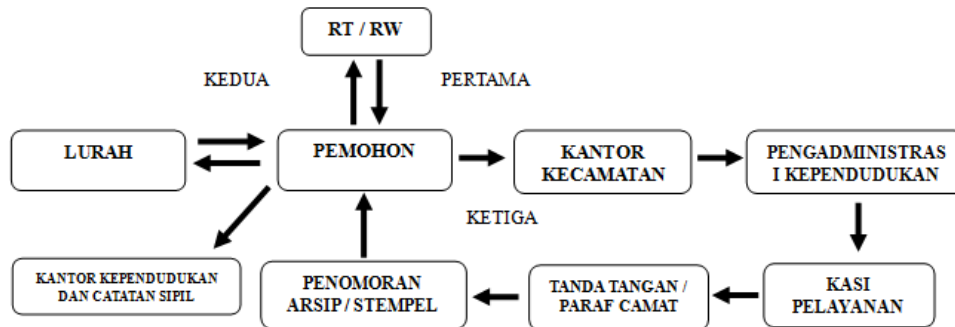 RT / RW
KEDUA
PERTAMA
LURAH
PEMOHON
KANTOR
KECAMATAN
PENGADMINISTRAS
I KEPENDUDUKAN
KETIGA
KANTOR KEPENDUDUKAN
DAN CATATAN SIPIL
PENOMORAN
ARSIP / STEMPEL
TANDA TANGAN /
PARAF CAMAT
KASI
PELAYANAN